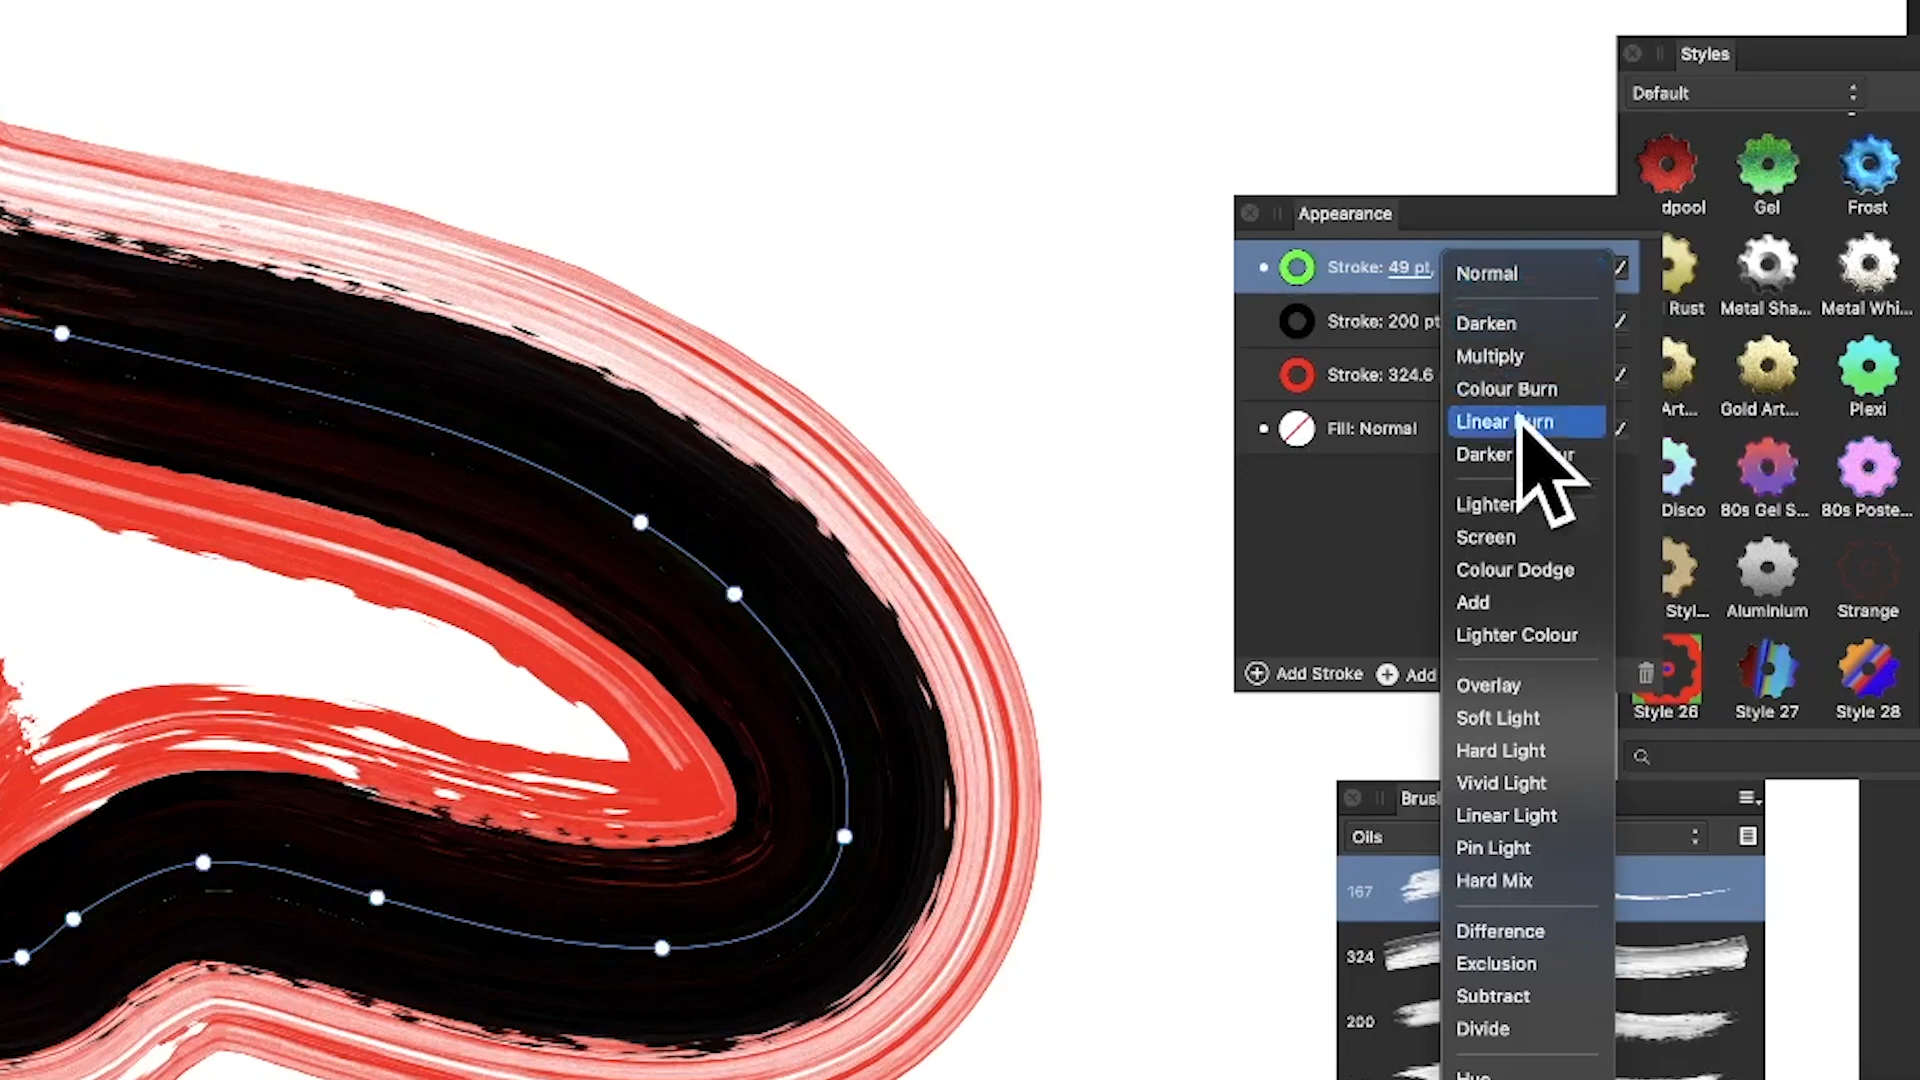 Styles
Default
dpool
Gel
Frost
Rust
Metal Sha...
Metal Whi...
Art...
Gold Art...
Plexi
Disco
80s Gel S...
80s Poste...
Styl...
Aluminium
Strange
Style 26
Style 27
Style 28
Appearance
Stroke: 49 pt,
Stroke: 200 pt
Stroke: 324.6
Fill: Normal
Add Stroke
Add
Normal
Darken
Multiply
Colour Burn
Linear Burn
Darker
Lighten
Screen
Colour Dodge
Add
Lighter Colour
Overlay
Soft Light
Hard Light
Vivid Light
Linear Light
Pin Light
Hard Mix
Difference
Exclusion
Subtract
Divide
Hue
Brus
Oils
167
324
200